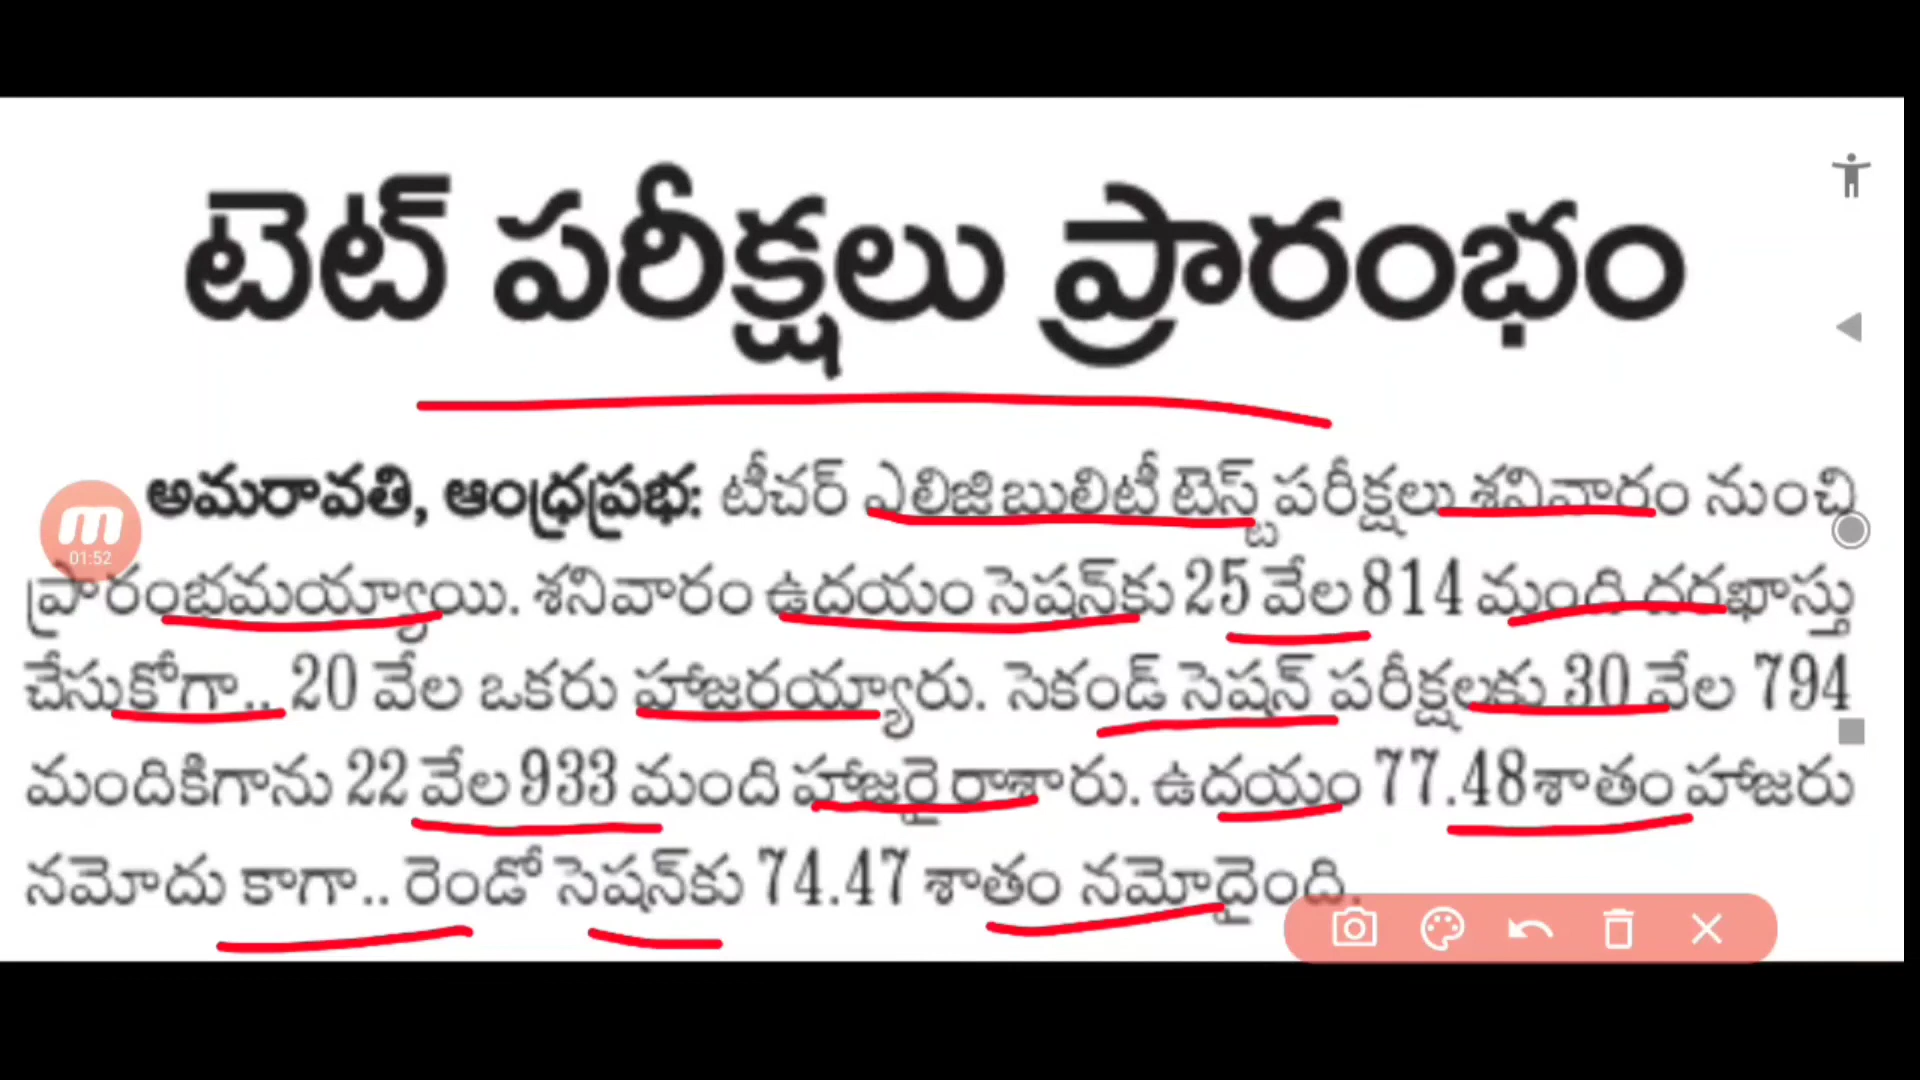 టెట్ పరీక్షలు ప్రారంభం
అమరావతి, ఆంధ్రప్రభ: టీచర్ ఎలిజిబులిటీ టెస్ట్ పరీక్షలు శనివారం నుంచి
ప్రారంభమయ్యాయి. శనివారం ఉదయం సెషన్‌కు 25 వేల 814 మంది దరఖాస్తు
చేసుకోగా.. 20 వేల ఒకరు హాజరయ్యారు. సెకండ్ సెషన్ పరీక్షలకు 30 వేల 794
మందికిగాను 22 వేల 933 మంది హాజరై రాశారు. ఉదయం 77.48 శాతం హాజరు
నమోదు కాగా.. రెండో సెషన్‌కు 74.47 శాతం నమోదైంది.
01:52